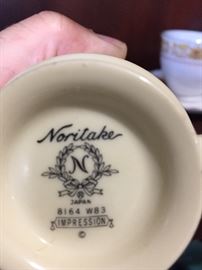 Noritake
N
®
JAPAN
8164 W83
IMPRESSION
©